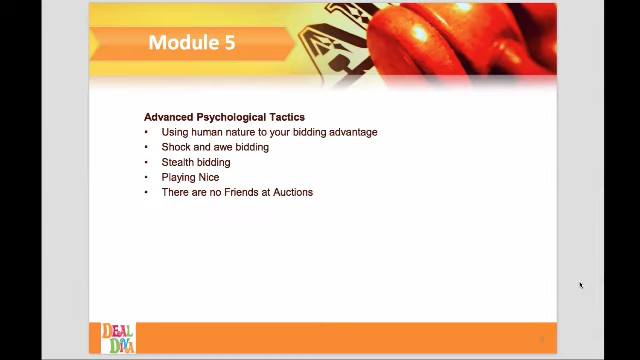 Module 5
Advanced Psychological Tactics
• Using human nature to your bidding advantage
• Shock and awe bidding
• Stealth bidding
• Playing Nice
• There are no Friends at Auctions
DEAL
DIVA